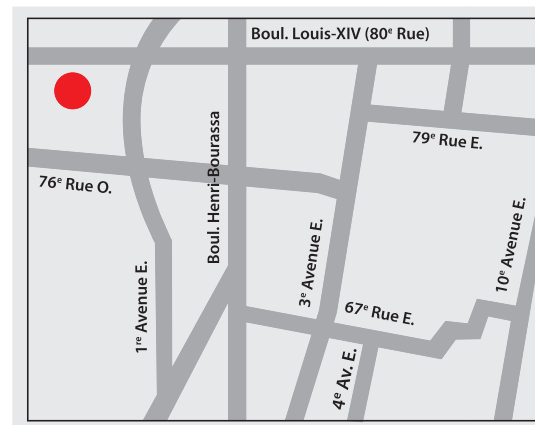 Boul. Louis-XIV (80e Rue)
79e Rue E.
76e Rue O.
Boul. Henri-Bourassa
10e Avenue E.
3e Avenue E.
1re Avenue E.
67e Rue E.
4e Av. E.